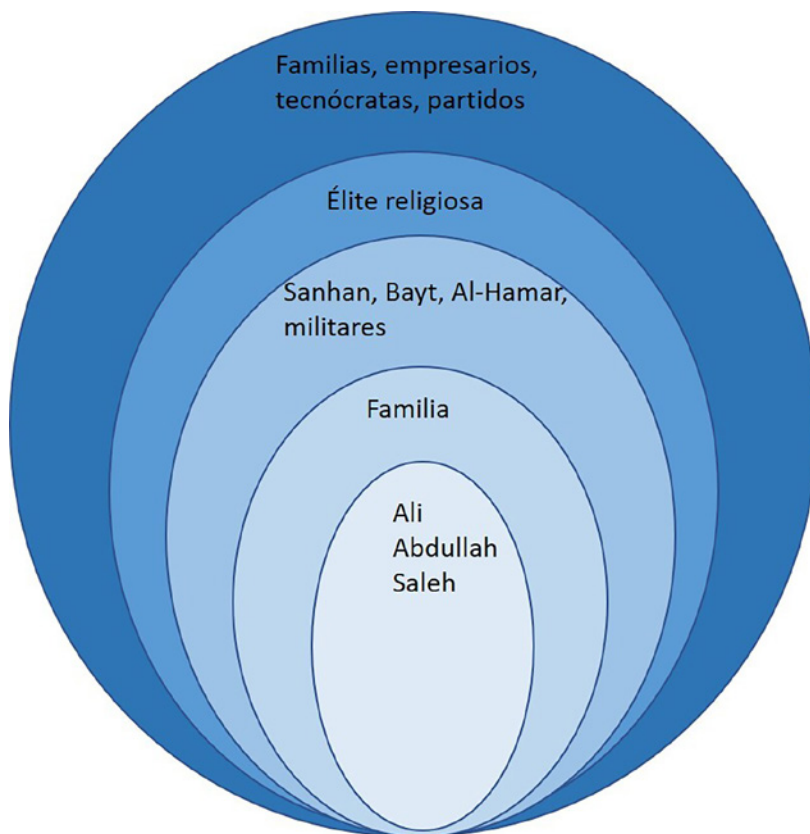 Familias, empresarios,
tecnócratas, partidos
Élite religiosa
Sanhan, Bayt, Al-Hamar,
militares
Familia
Ali
Abdullah
Saleh